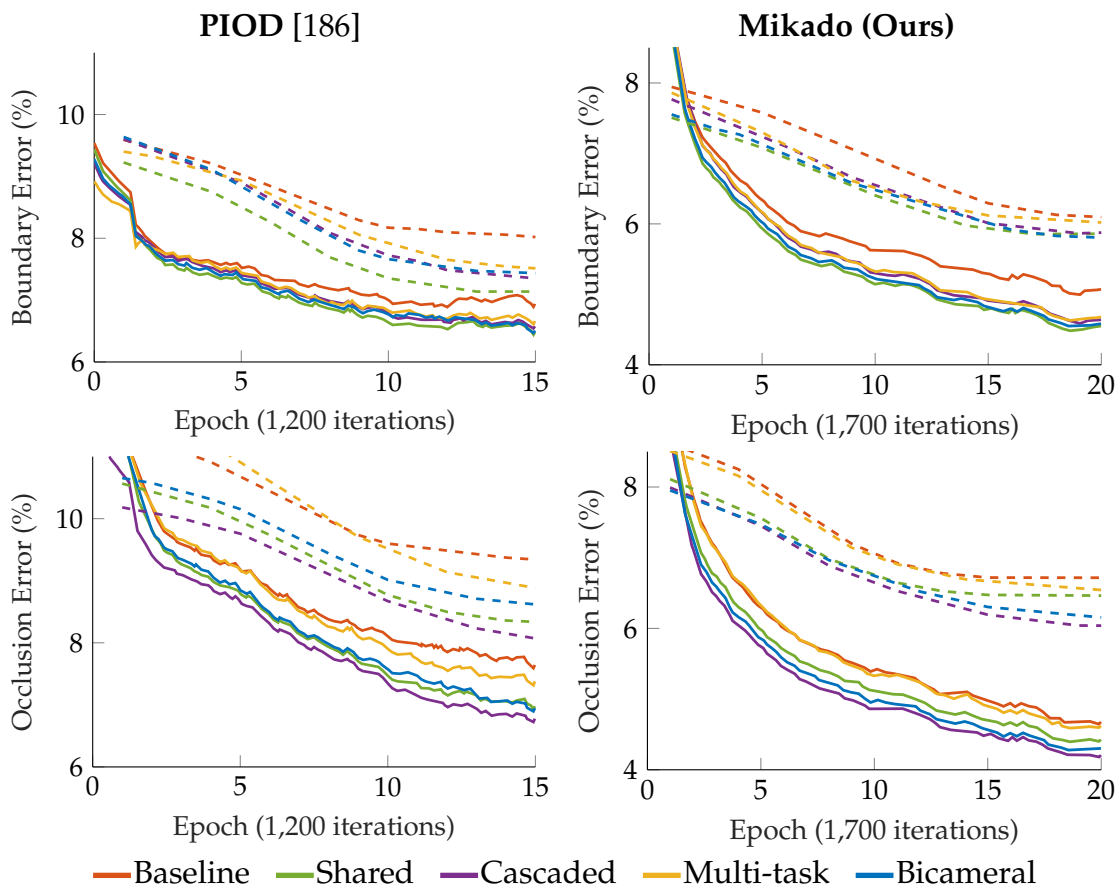 PIOD [186]
Mikado (Ours)
Boundary Error (%)
10
8
6
0
5
10
15
Epoch (1,200 iterations)
Boundary Error (%)
8
6
4
0
5
10
15
20
Epoch (1,700 iterations)
Occlusion Error (%)
10
8
6
0
5
10
15
Epoch (1,200 iterations)
Occlusion Error (%)
8
6
4
0
5
10
15
20
Epoch (1,700 iterations)
Baseline Shared Cascaded Multi-task Bicameral